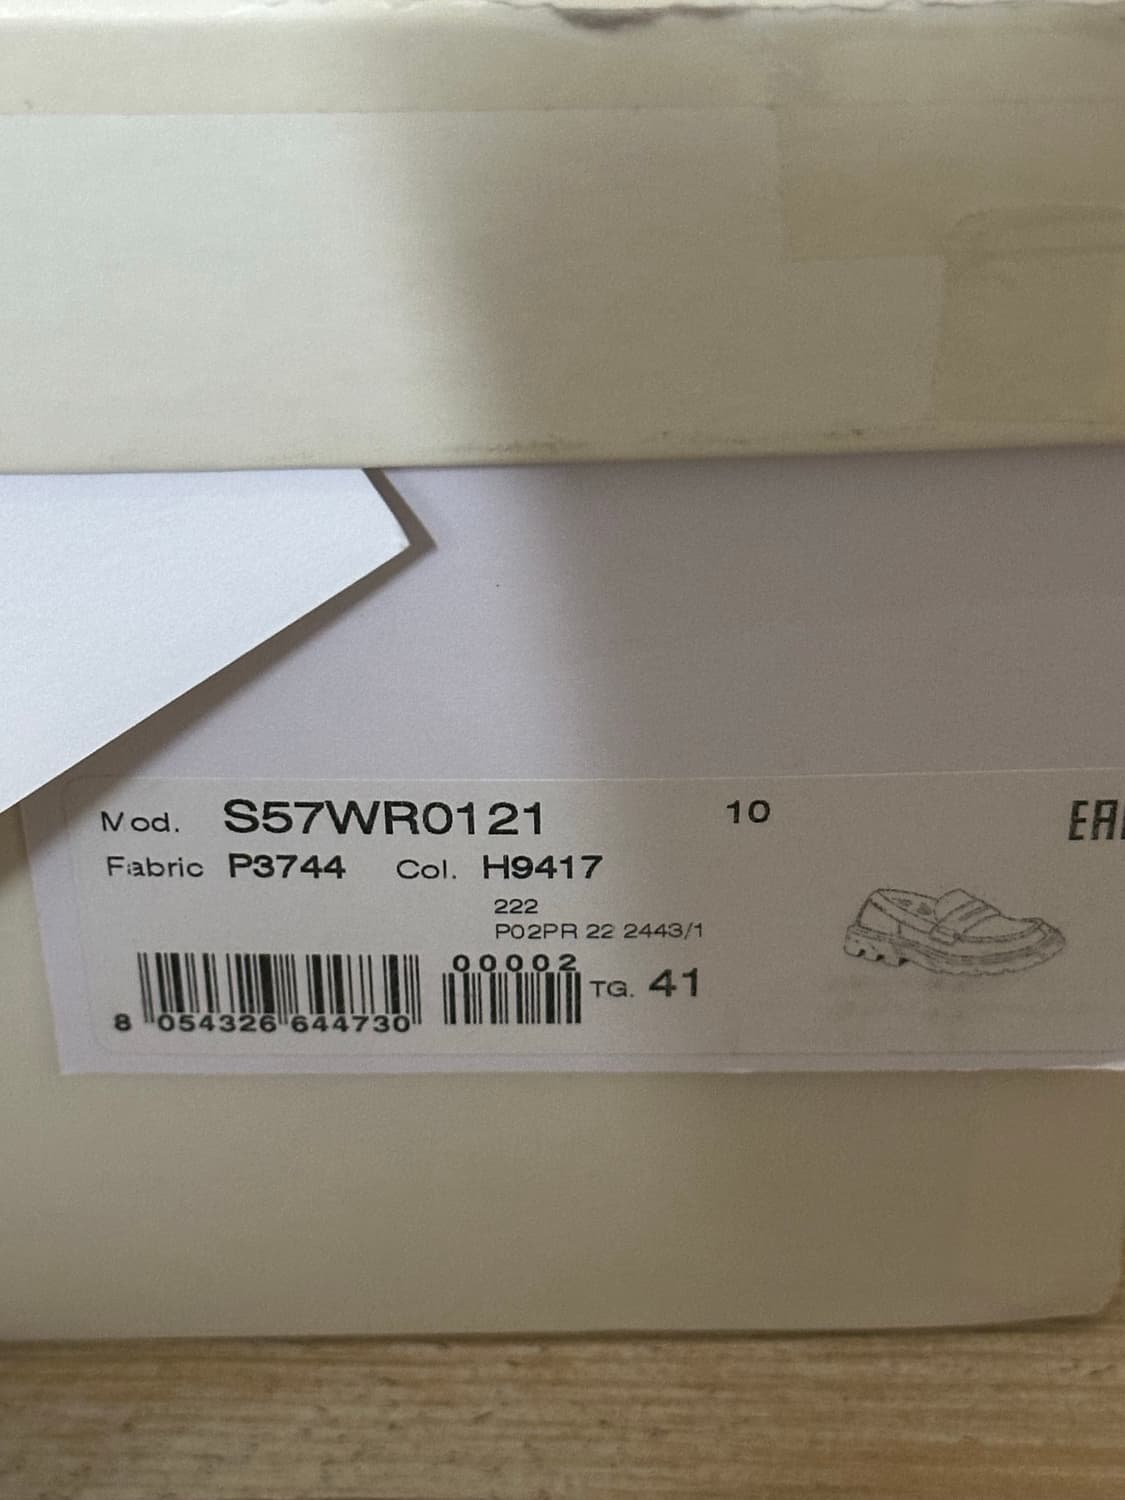 Mod. S57WR0121 10
Fabric P3744 Col. H9417
222
P02PR 22 2443/1
00002
TG. 41
8 054326 644730